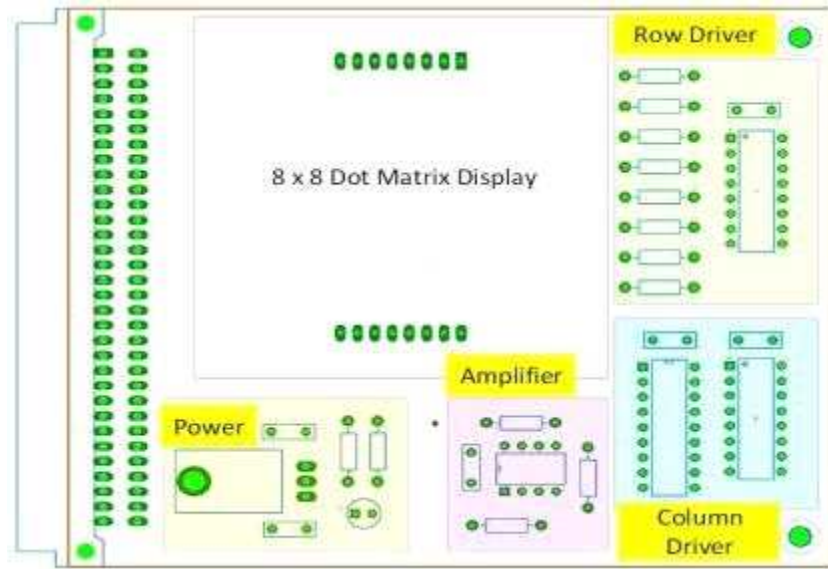 Row Driver
8 x 8 Dot Matrix Display
Amplifier
Power
Column
Driver